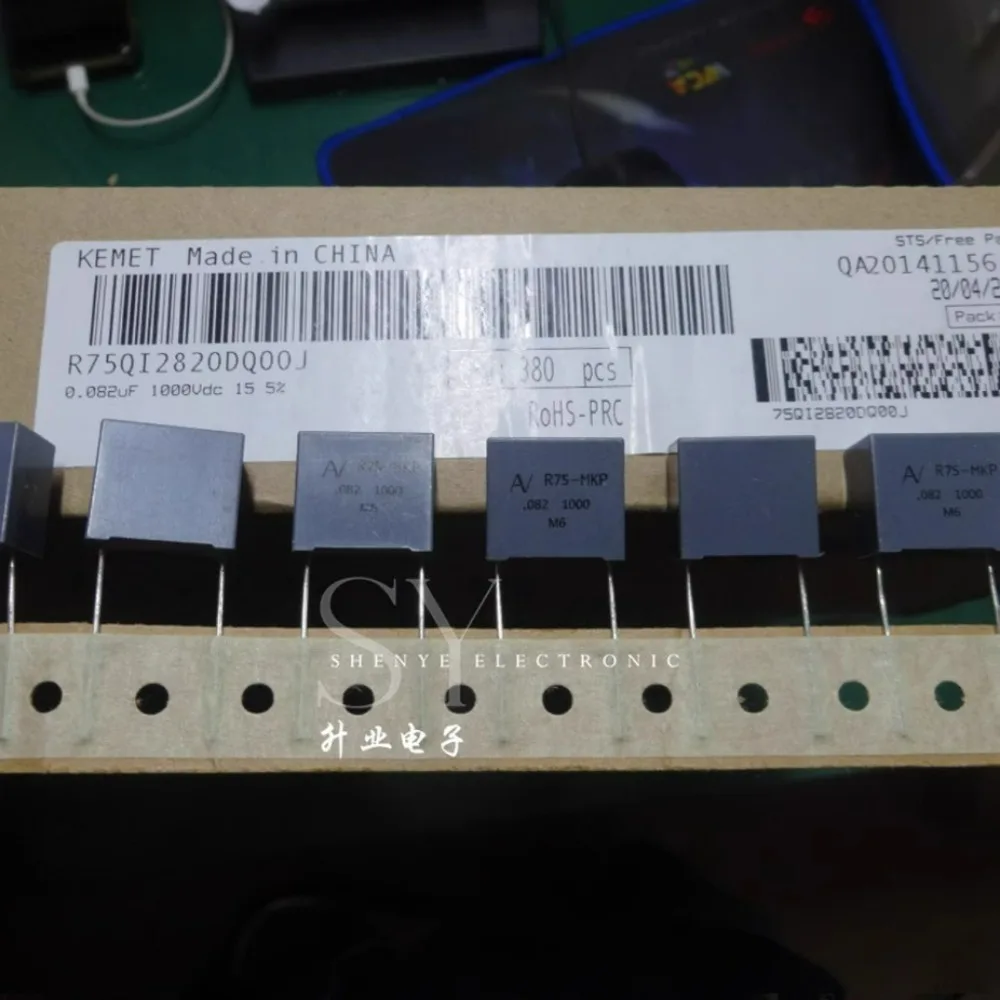 KEMET Made in CHINA
STS/Free
QA20141156
20/04/2
Pack
R75QI2820DQ00J
0.082uF 1000Vdc 15 5%
380 pcs
RoHS-PRC
75QI2820DQ00J
R75-MKP
.082 1000
R75-MKP
.082 1000
M6
R75-MKP
.082 1000
M6
SY
SHENYE ELECTRONIC
升业电子